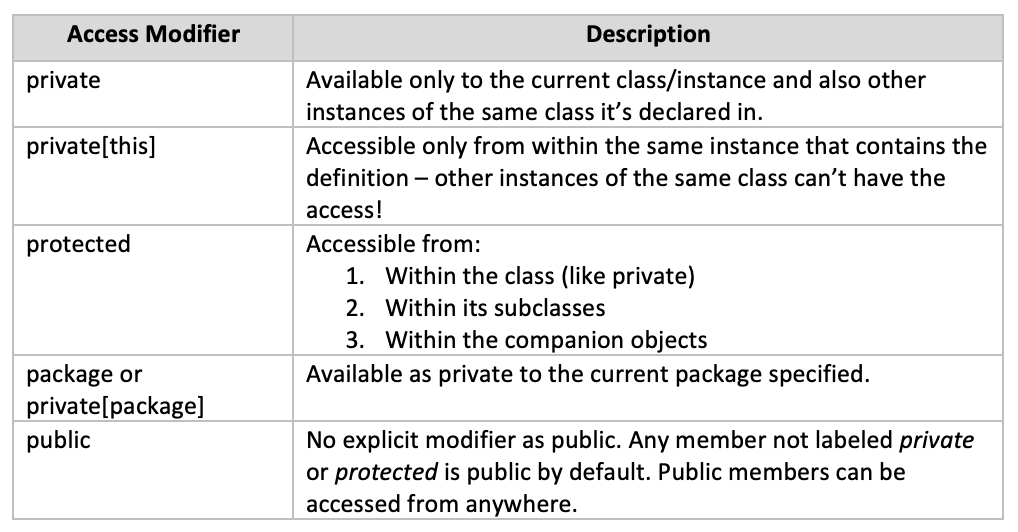 Access Modifier
Description
private
Available only to the current class/instance and also other
instances of the same class it’s declared in.
private[this]
Accessible only from within the same instance that contains the
definition – other instances of the same class can’t have the
access!
protected
Accessible from:
1. Within the class (like private)
2. Within its subclasses
3. Within the companion objects
package or
private[package]
Available as private to the current package specified.
public
No explicit modifier as public. Any member not labeled private
or protected is public by default. Public members can be
accessed from anywhere.